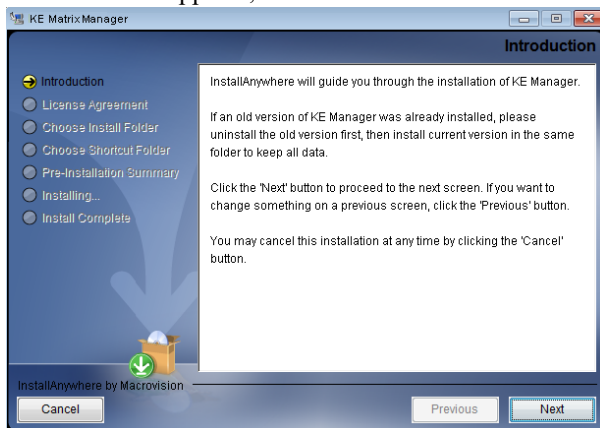 KE MatrixManager
Introduction
Introduction
License Agreement
Choose Install Folder
Choose Shortcut Folder
Pre-Installation Summary
Installing...
Install Complete
InstallAnywhere will guide you through the installation of KE Manager.
If an old version of KE Manager was already installed, please
uninstall the old version first, then install current version in the same
folder to keep all data.
Click the 'Next' button to proceed to the next screen. If you want to
change something on a previous screen, click the 'Previous' button.
You may cancel this installation at any time by clicking the 'Cancel'
button.
InstallAnywhere by Macrovision
Cancel
Previous
Next